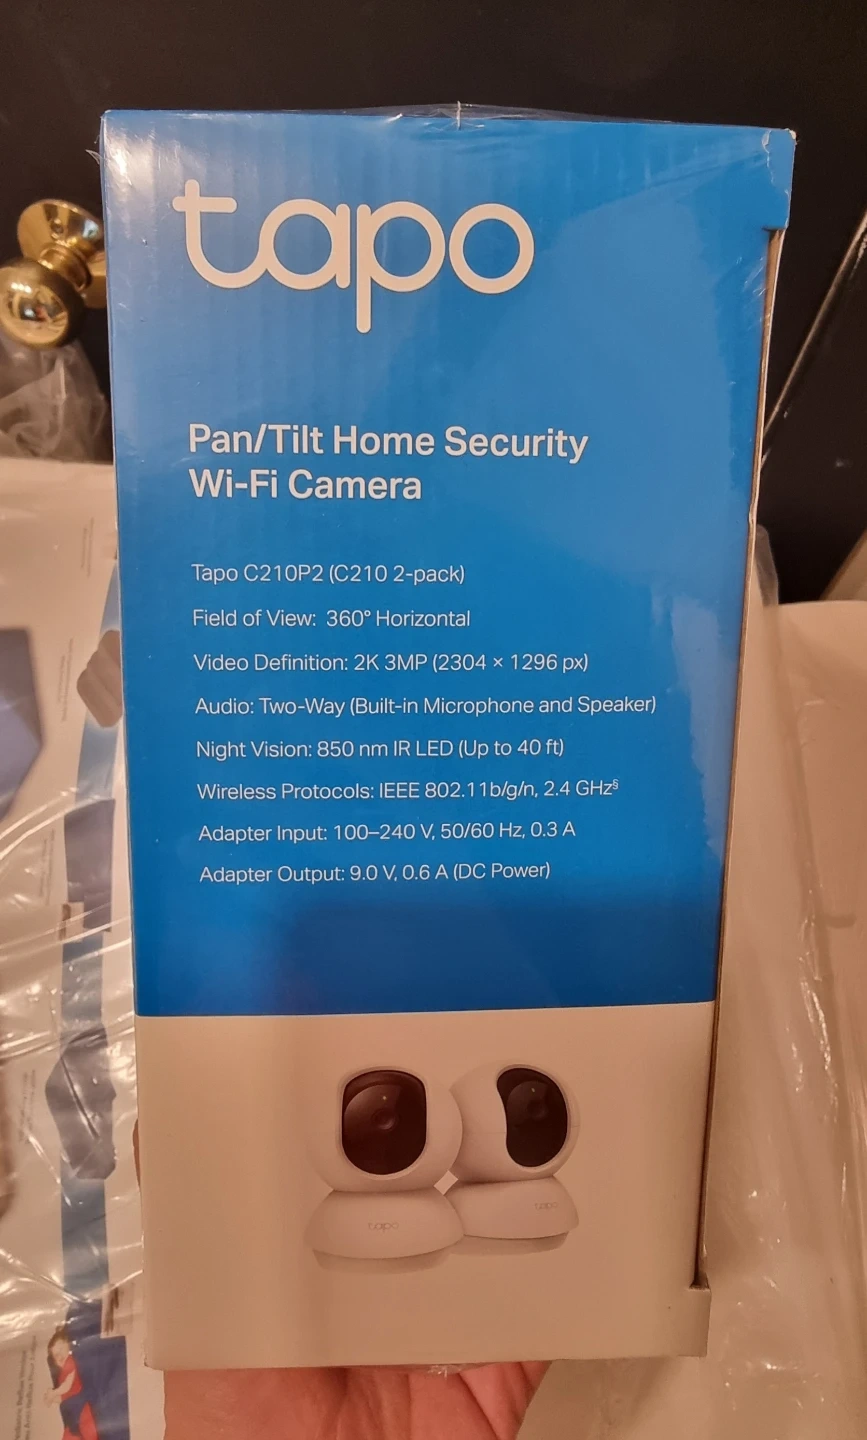 tapo
Pan/Tilt Home Security
Wi-Fi Camera
Tapo C210P2 (C210 2-pack)
Field of View: 360° Horizontal
Video Definition: 2K 3MP (2304 × 1296 px)
Audio: Two-Way (Built-in Microphone and Speaker)
Night Vision: 850 nm IR LED (Up to 40 ft)
Wireless Protocols: IEEE 802.11b/g/n, 2.4 GHz§
Adapter Input: 100–240 V, 50/60 Hz, 0.3 A
Adapter Output: 9.0 V, 0.6 A (DC Power)
tapo
tapo